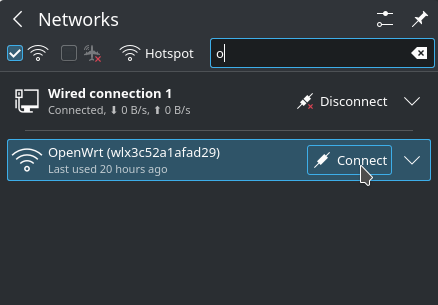 Networks
Hotspot
o
Wired connection 1
Connected, ⬇ 0 B/s, ⬆ 0 B/s
Disconnect
OpenWrt (wlx3c52a1afad29)
Last used 20 hours ago
Connect